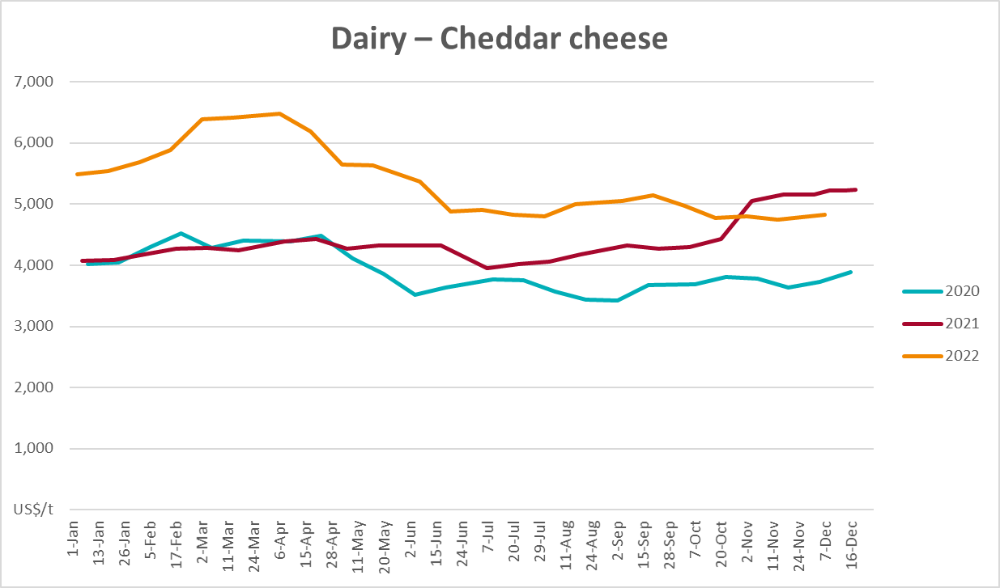 Dairy – Cheddar cheese
7,000
6,000
5,000
4,000
3,000
2,000
1,000
US$/t
1-Jan
13-Jan
26-Jan
5-Feb
17-Feb
2-Mar
11-Mar
24-Mar
6-Apr
15-Apr
28-Apr
11-May
20-May
2-Jun
15-Jun
24-Jun
7-Jul
20-Jul
29-Jul
11-Aug
24-Aug
2-Sep
15-Sep
28-Sep
7-Oct
20-Oct
2-Nov
11-Nov
24-Nov
7-Dec
16-Dec
2020
2021
2022